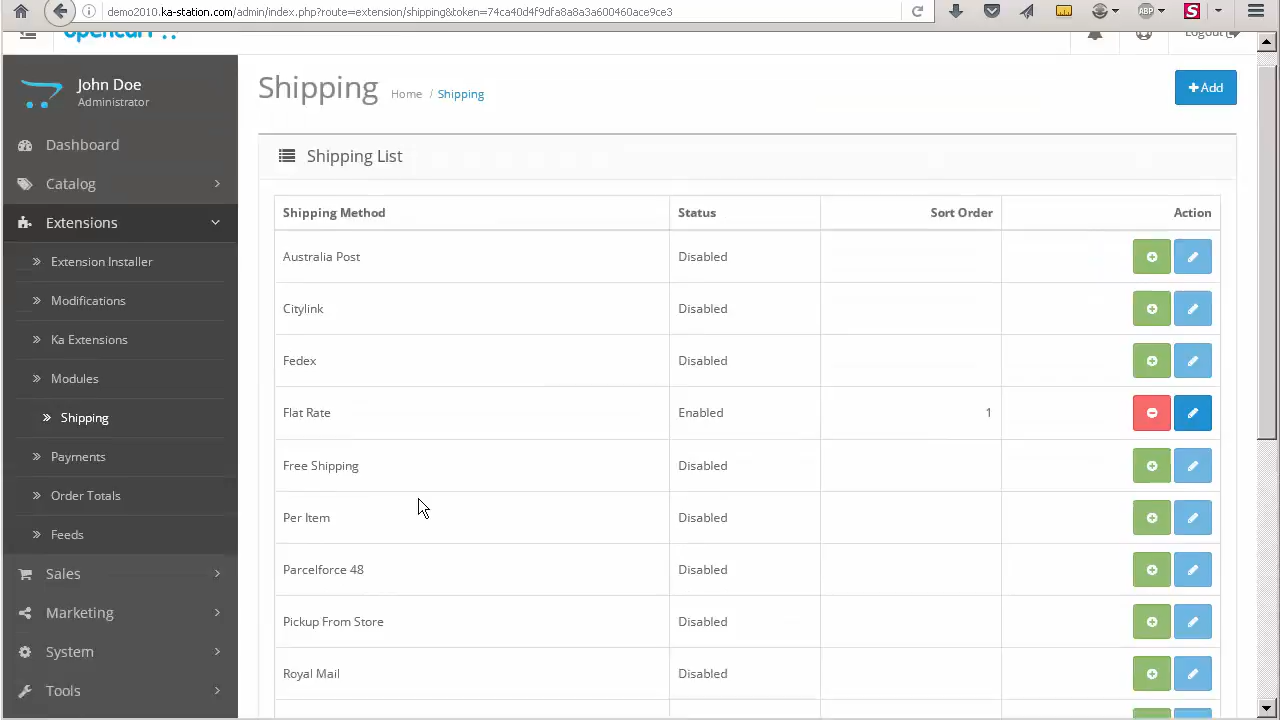 demo2010.ka-station.com/admin/index.php?route=extension/shipping&token=74ca40d4f9dfa8a8a3a600460ace9ce3
ABP
S
opencart
Logout
John Doe
Administrator
Shipping
Home / Shipping
Add
Dashboard
Catalog
Extensions
Extension Installer
Modifications
Ka Extensions
Modules
Shipping
Payments
Order Totals
Feeds
Sales
Marketing
System
Tools
Shipping List
Shipping Method Status Sort Order Action
Australia Post Disabled
Citylink Disabled
Fedex Disabled
Flat Rate Enabled 1
Free Shipping Disabled
Per Item Disabled
Parcelforce 48 Disabled
Pickup From Store Disabled
Royal Mail Disabled